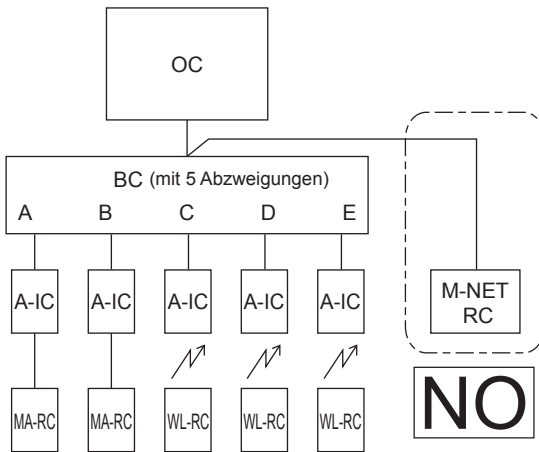 OC
BC (mit 5 Abzweigungen)
A B C D E
A-IC A-IC A-IC A-IC A-IC
M-NET
RC
MA-RC MA-RC WL-RC WL-RC WL-RC
NO